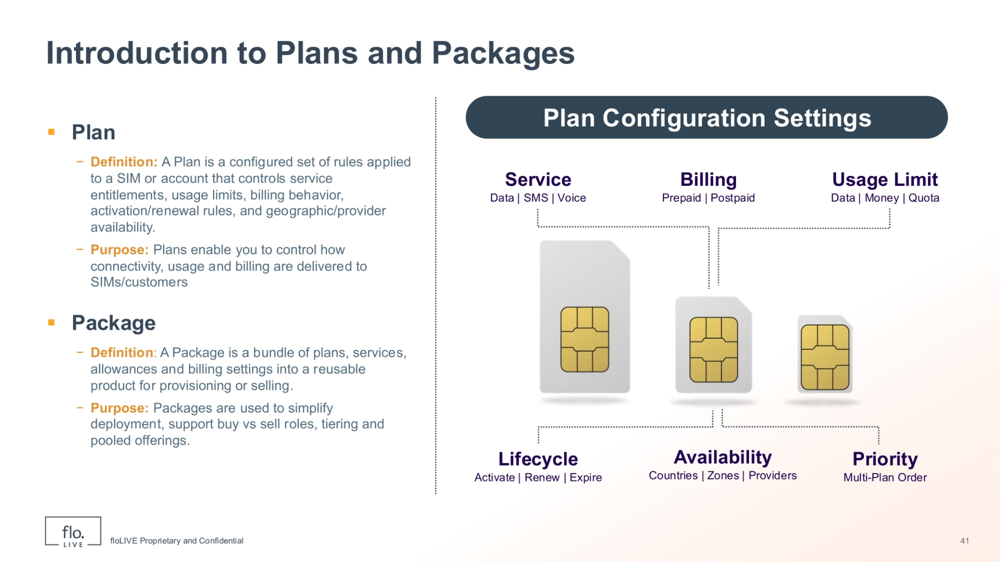 Introduction to Plans and Packages
Plan
− Definition: A Plan is a configured set of rules applied
to a SIM or account that controls service
entitlements, usage limits, billing behavior,
activation/renewal rules, and geographic/provider
availability.
− Purpose: Plans enable you to control how
connectivity, usage and billing are delivered to
SIMs/customers
Package
− Definition: A Package is a bundle of plans, services,
allowances and billing settings into a reusable
product for provisioning or selling.
− Purpose: Packages are used to simplify
deployment, support buy vs sell roles, tiering and
pooled offerings.
Plan Configuration Settings
Service
Data | SMS | Voice
Billing
Prepaid | Postpaid
Usage Limit
Data | Money | Quota
Lifecycle
Activate | Renew | Expire
Availability
Countries | Zones | Providers
Priority
Multi-Plan Order
flo.
LIVE
floLIVE Proprietary and Confidential
41